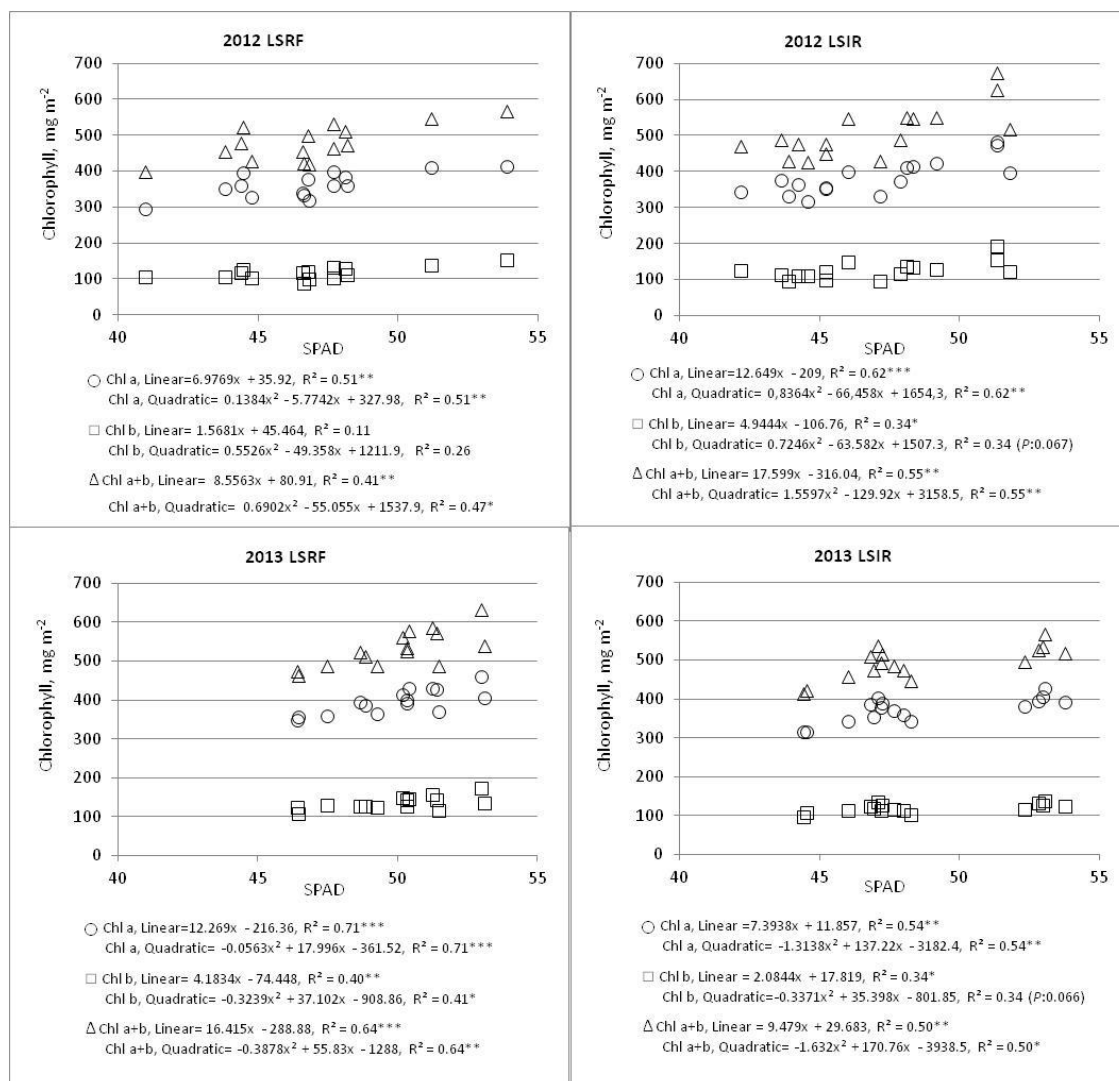 2012 LSRF
Chlorophyll, mg m⁻²
700
600
500
400
300
200
100
0
40 45 50 55
SPAD
○ Chl a, Linear=6.9769x + 35.92, R² = 0.51**
Chl a, Quadratic= 0.1384x² - 5.7742x + 327.98, R² = 0.51**
□ Chl b, Linear= 1.5681x + 45.464, R² = 0.11
Chl b, Quadratic= 0.5526x² - 49.358x + 1211.9, R² = 0.26
Δ Chl a+b, Linear= 8.5563x + 80.91, R² = 0.41**
Chl a+b, Quadratic= 0.6902x² - 55.055x + 1537.9, R² = 0.47*
2012 LSIR
Chlorophyll, mg m⁻²
700
600
500
400
300
200
100
0
40 45 50 55
SPAD
○ Chl a, Linear=12.649x - 209, R² = 0.62***
Chl a, Quadratic= 0,8364x² - 66,458x + 1654,3, R² = 0.62**
□ Chl b, Linear= 4.9444x - 106.76, R² = 0.34*
Chl b, Quadratic= 0.7246x² - 63.582x + 1507.3, R² = 0.34 (P:0.067)
Δ Chl a+b, Linear= 17.599x - 316.04, R² = 0.55**
Chl a+b, Quadratic= 1.5597x² - 129.92x + 3158.5, R² = 0.55**
2013 LSRF
Chlorophyll, mg m⁻²
700
600
500
400
300
200
100
0
40 45 50 55
SPAD
○ Chl a, Linear=12.269x - 216.36, R² = 0.71***
Chl a, Quadratic= -0.0563x² + 17.996x - 361.52, R² = 0.71***
□ Chl b, Linear= 4.1834x - 74.448, R² = 0.40**
Chl b, Quadratic= -0.3239x² + 37.102x - 908.86, R² = 0.41*
Δ Chl a+b, Linear= 16.415x - 288.88, R² = 0.64***
Chl a+b, Quadratic= -0.3878x² + 55.83x - 1288, R² = 0.64**
2013 LSIR
Chlorophyll, mg m⁻²
700
600
500
400
300
200
100
0
40 45 50 55
SPAD
○ Chl a, Linear =7.3938x + 11.857, R² = 0.54**
Chl a, Quadratic= -1.3138x² + 137.22x - 3182.4, R² = 0.54**
□ Chl b, Linear = 2.0844x + 17.819, R² = 0.34*
Chl b, Quadratic=-0.3371x² + 35.398x - 801.85, R² = 0.34 (P:0.066)
Δ Chl a+b, Linear = 9.479x + 29.683, R² = 0.50**
Chl a+b, Quadratic= -1.632x² + 170.76x - 3938.5, R² = 0.50*